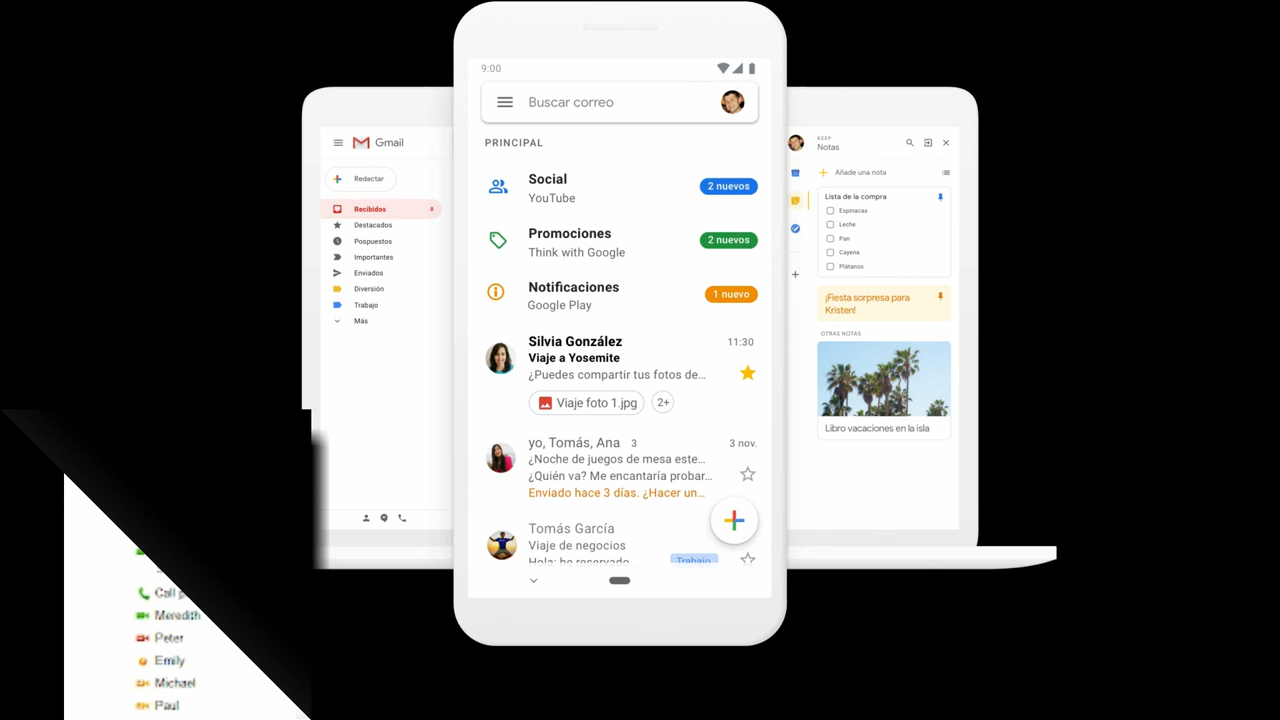 9:00
Buscar correo
PRINCIPAL
Social
YouTube
2 nuevos
Promociones
Think with Google
2 nuevos
Notificaciones
Google Play
1 nuevo
Silvia González
11:30
Viaje a Yosemite
¿Puedes compartir tus fotos de…
Viaje foto 1.jpg
2+
yo, Tomás, Ana 3
3 nov.
¿Noche de juegos de mesa este…
¿Quién va? Me encantaría probar…
Enviado hace 3 días. ¿Hacer un…
Tomás García
Viaje de negocios
Hola: he reservado
Trabajo
Gmail
Redactar
Recibidos
Destacados
Pospuestos
Importantes
Enviados
Diversión
Trabajo
Más
KEEP
Notas
Añade una nota
Lista de la compra
Espinacas
Leche
Pan
Cayena
Plátanos
¡Fiesta sorpresa para
Kristen!
OTRAS NOTAS
Libro vacaciones en la isla
Call
Meredith
Peter
Emily
Michael
Paul